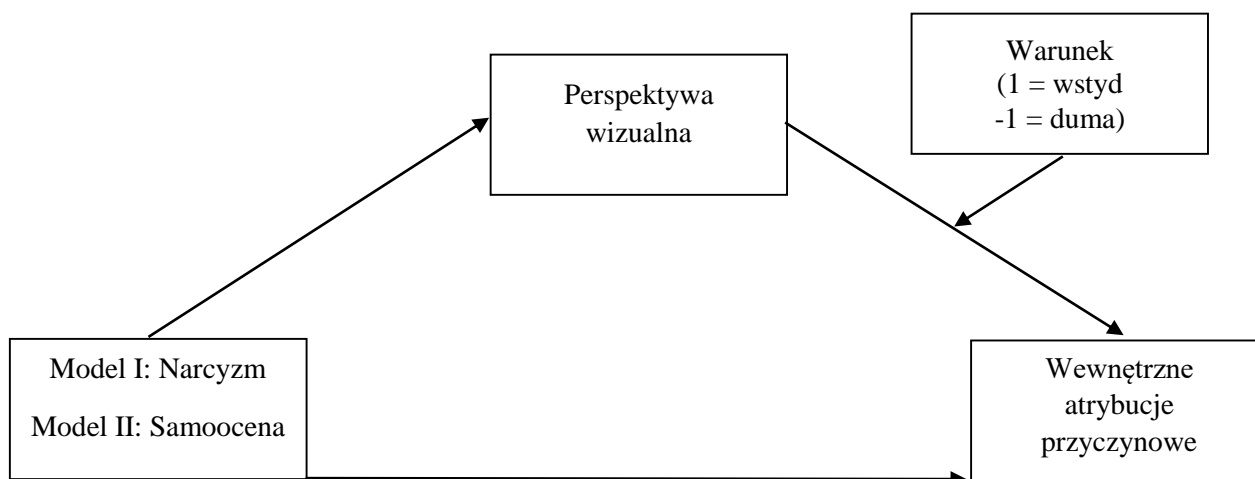 Warunek
(1 = wstyd
-1 = duma)
Perspektywa
wizualna
Model I: Narcyzm
Model II: Samoocena
Wewnętrzne
atrybucje
przyczynowe